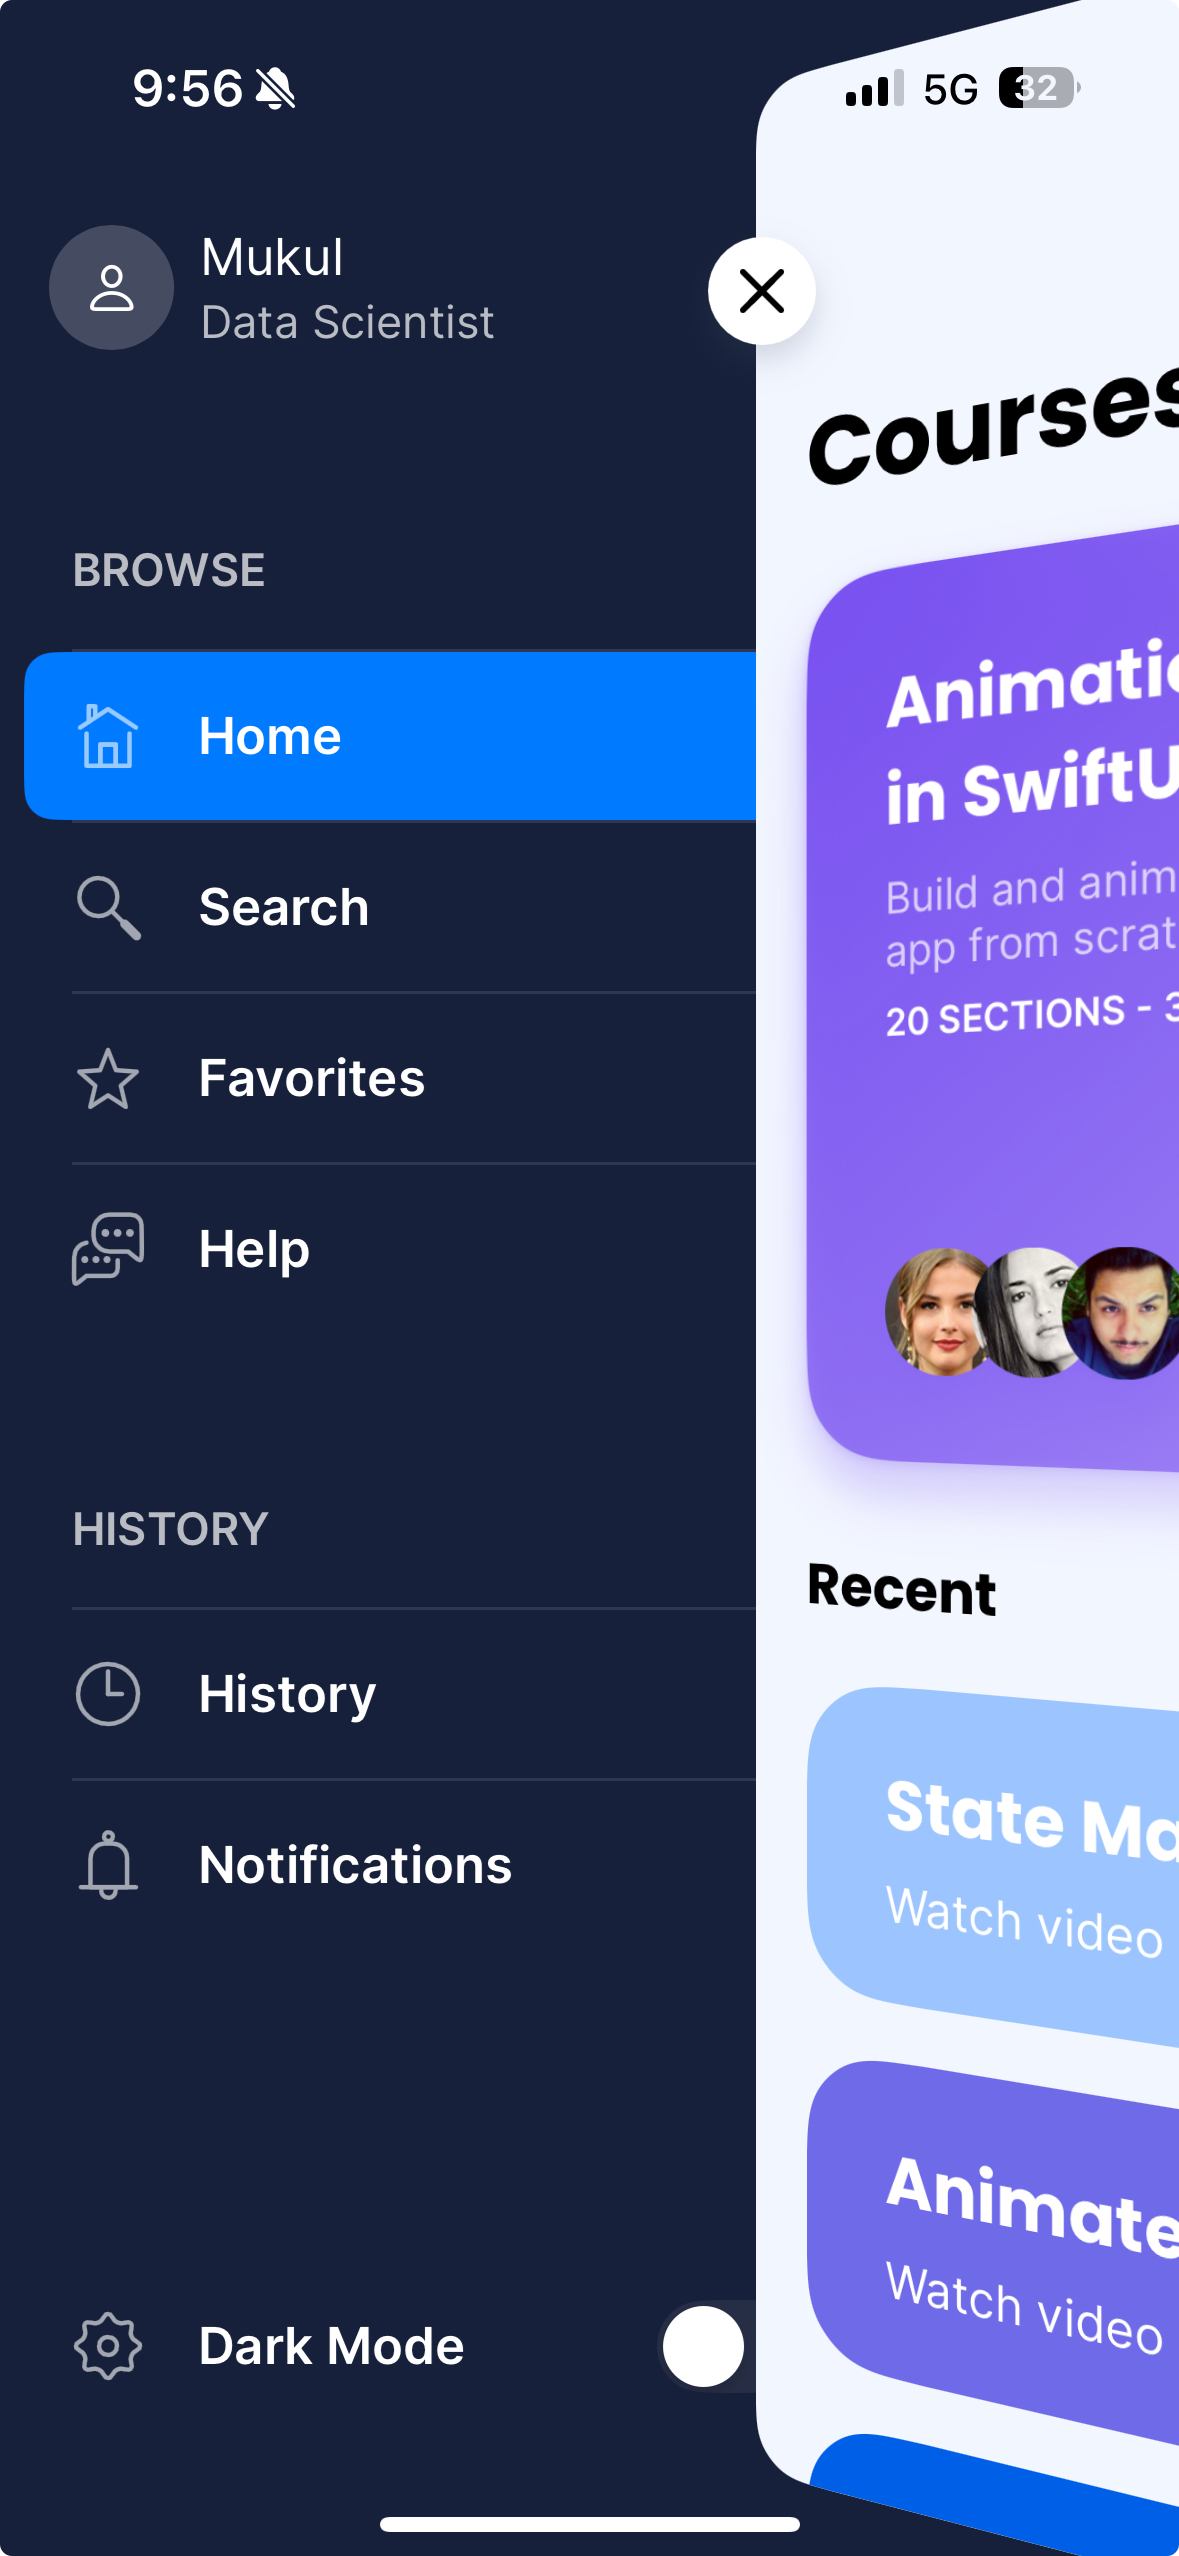 9:56
5G
32
Mukul
Data Scientist
Courses
BROWSE
Home
Search
Favorites
Help
in SwiftU
Build and anim
app from scrat
20 SECTIONS - 3
HISTORY
History
Notifications
Recent
State Ma
Watch video
Animate
Watch video
Dark Mode